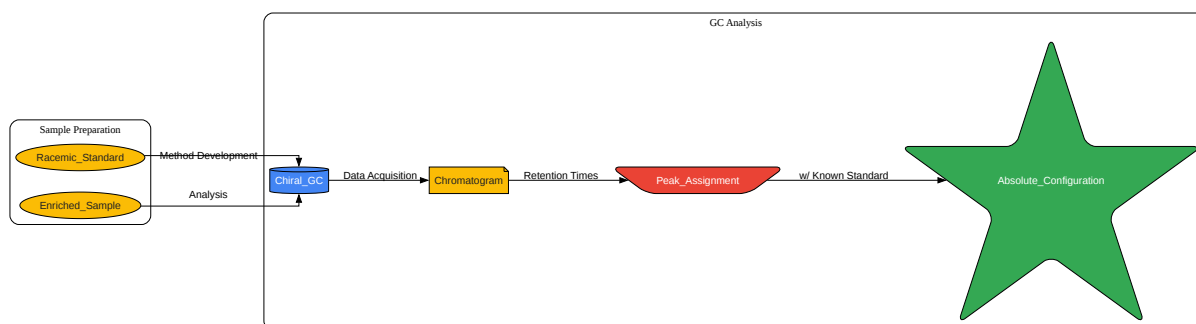 GC Analysis
Sample Preparation
Racemic_Standard
Method Development
Enriched_Sample
Analysis
Chiral_GC
Data Acquisition
Chromatogram
Retention Times
Peak_Assignment
w/ Known Standard
Absolute_Configuration